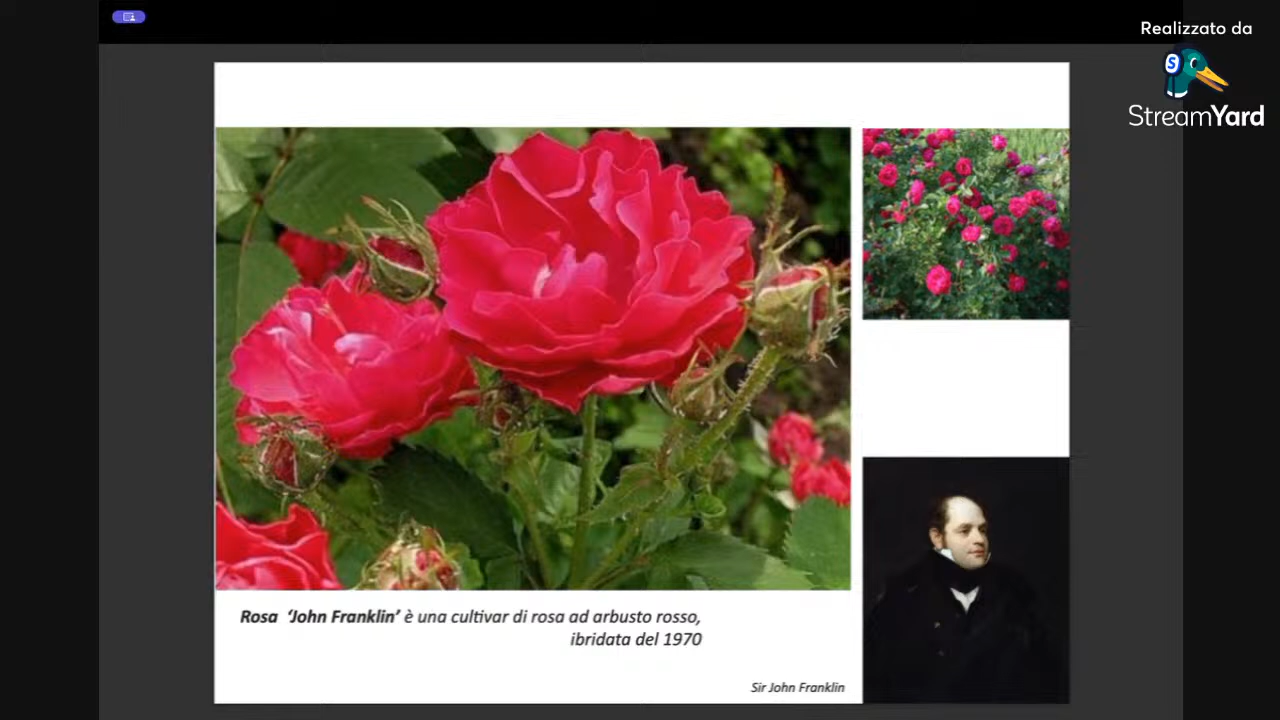 Realizzato da
StreamYard
Rosa ‘John Franklin’ è una cultivar di rosa ad arbusto rosso,
ibridata del 1970
Sir John Franklin